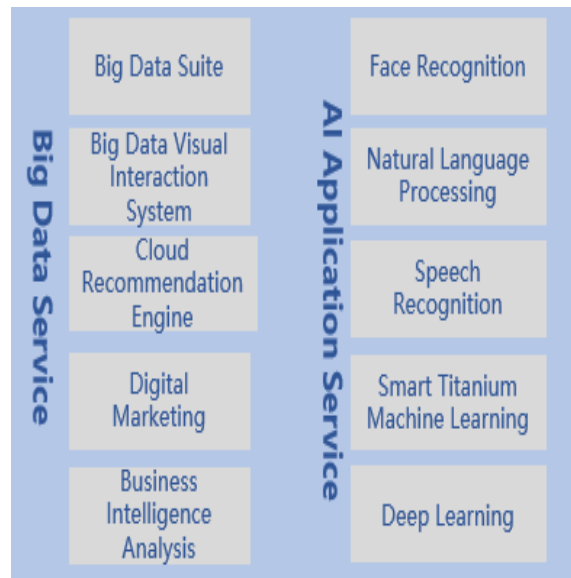 Big Data Service
Big Data Suite
Big Data Visual
Interaction
System
Cloud
Recommendation
Engine
Digital
Marketing
Business
Intelligence
Analysis
AI Application Service
Face Recognition
Natural Language
Processing
Speech
Recognition
Smart Titanium
Machine Learning
Deep Learning